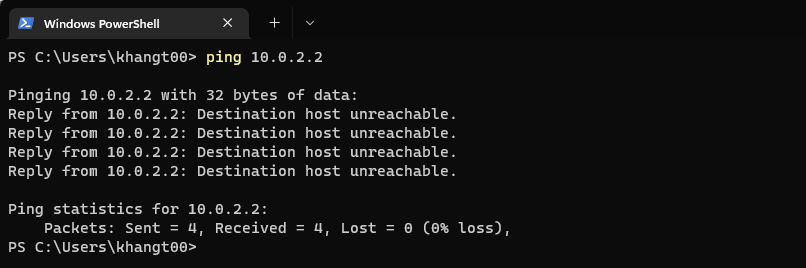 Windows PowerShell
PS C:\Users\khangt00> ping 10.0.2.2
Pinging 10.0.2.2 with 32 bytes of data:
Reply from 10.0.2.2: Destination host unreachable.
Reply from 10.0.2.2: Destination host unreachable.
Reply from 10.0.2.2: Destination host unreachable.
Reply from 10.0.2.2: Destination host unreachable.
Ping statistics for 10.0.2.2:
    Packets: Sent = 4, Received = 4, Lost = 0 (0% loss),
PS C:\Users\khangt00>